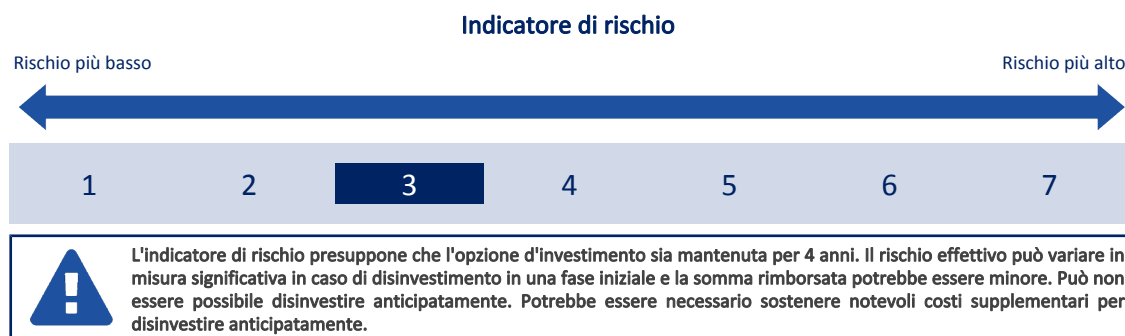 Indicatore di rischio
Rischio più basso
Rischio più alto
1 2 3 4 5 6 7
L'indicatore di rischio presuppone che l'opzione d'investimento sia mantenuta per 4 anni. Il rischio effettivo può variare in
misura significativa in caso di disinvestimento in una fase iniziale e la somma rimborsata potrebbe essere minore. Può non
essere possibile disinvestire anticipatamente. Potrebbe essere necessario sostenere notevoli costi supplementari per
disinvestire anticipatamente.